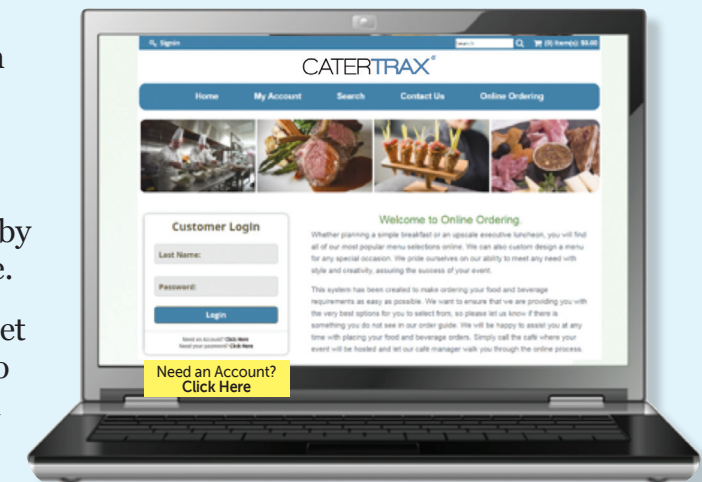 by
e.
et
Signin
Search
(0) Item(s): $0.00
CATERTRAX®
Home My Account Search Contact Us Online Ordering
Customer Login
Last Name:
Password:
Login
Need an Account? Click Here
Need your password? Click Here
Welcome to Online Ordering.
Whether planning a simple breakfast or an upscale executive luncheon, you will find
all of our most popular menu selections online. We can also custom design a menu
for any special occasion. We pride ourselves on our ability to meet any need with
style and creativity, assuring the success of your event.
This system has been created to make ordering your food and beverage
requirements as easy as possible. We want to ensure that we are providing you with
the very best options for you to select from, so please let us know if there is
something you do not see in our order guide. We will be happy to assist you at any
time with placing your food and beverage orders. Simply call the café where your
event will be hosted and let our café manager walk you through the online process.
Need an Account?
Click Here